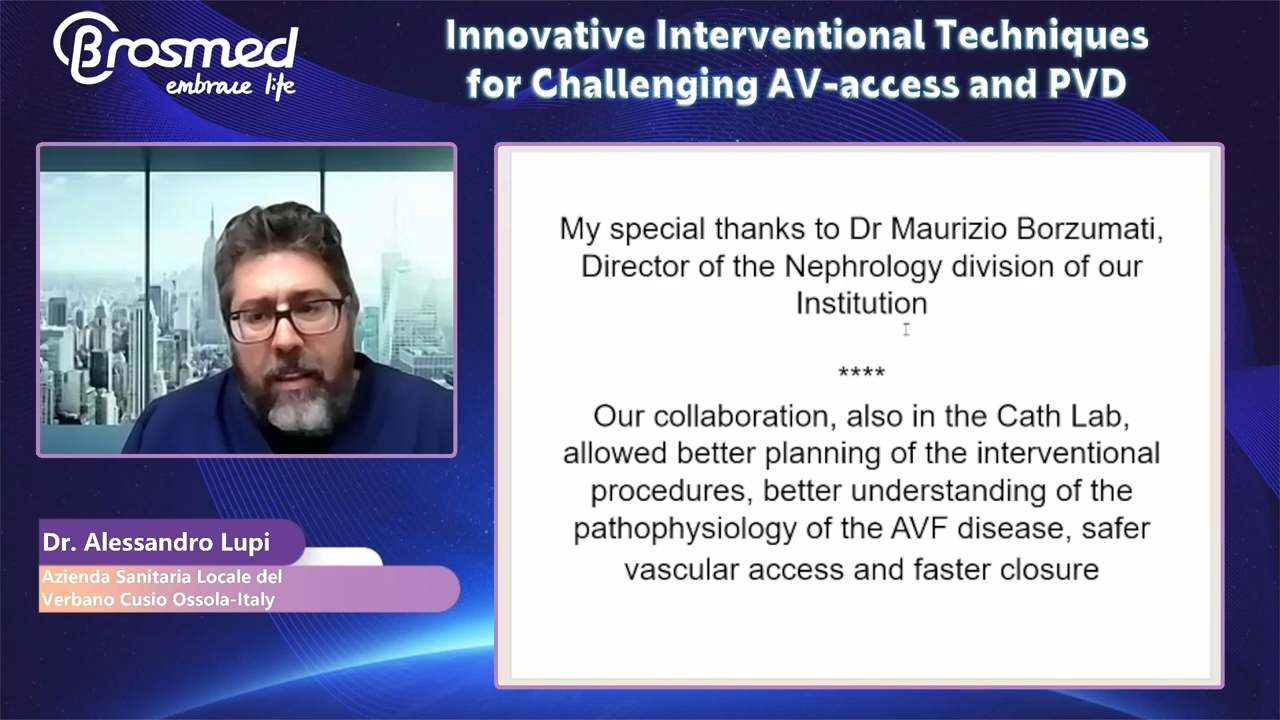 Brosmed
embrace life
Innovative Interventional Techniques
for Challenging AV-access and PVD
My special thanks to Dr Maurizio Borzumati,
Director of the Nephrology division of our
Institution
****
Our collaboration, also in the Cath Lab,
allowed better planning of the interventional
procedures, better understanding of the
pathophysiology of the AVF disease, safer
vascular access and faster closure
Dr. Alessandro Lupi
Azienda Sanitaria Locale del
Verbano Cusio Ossola-Italy